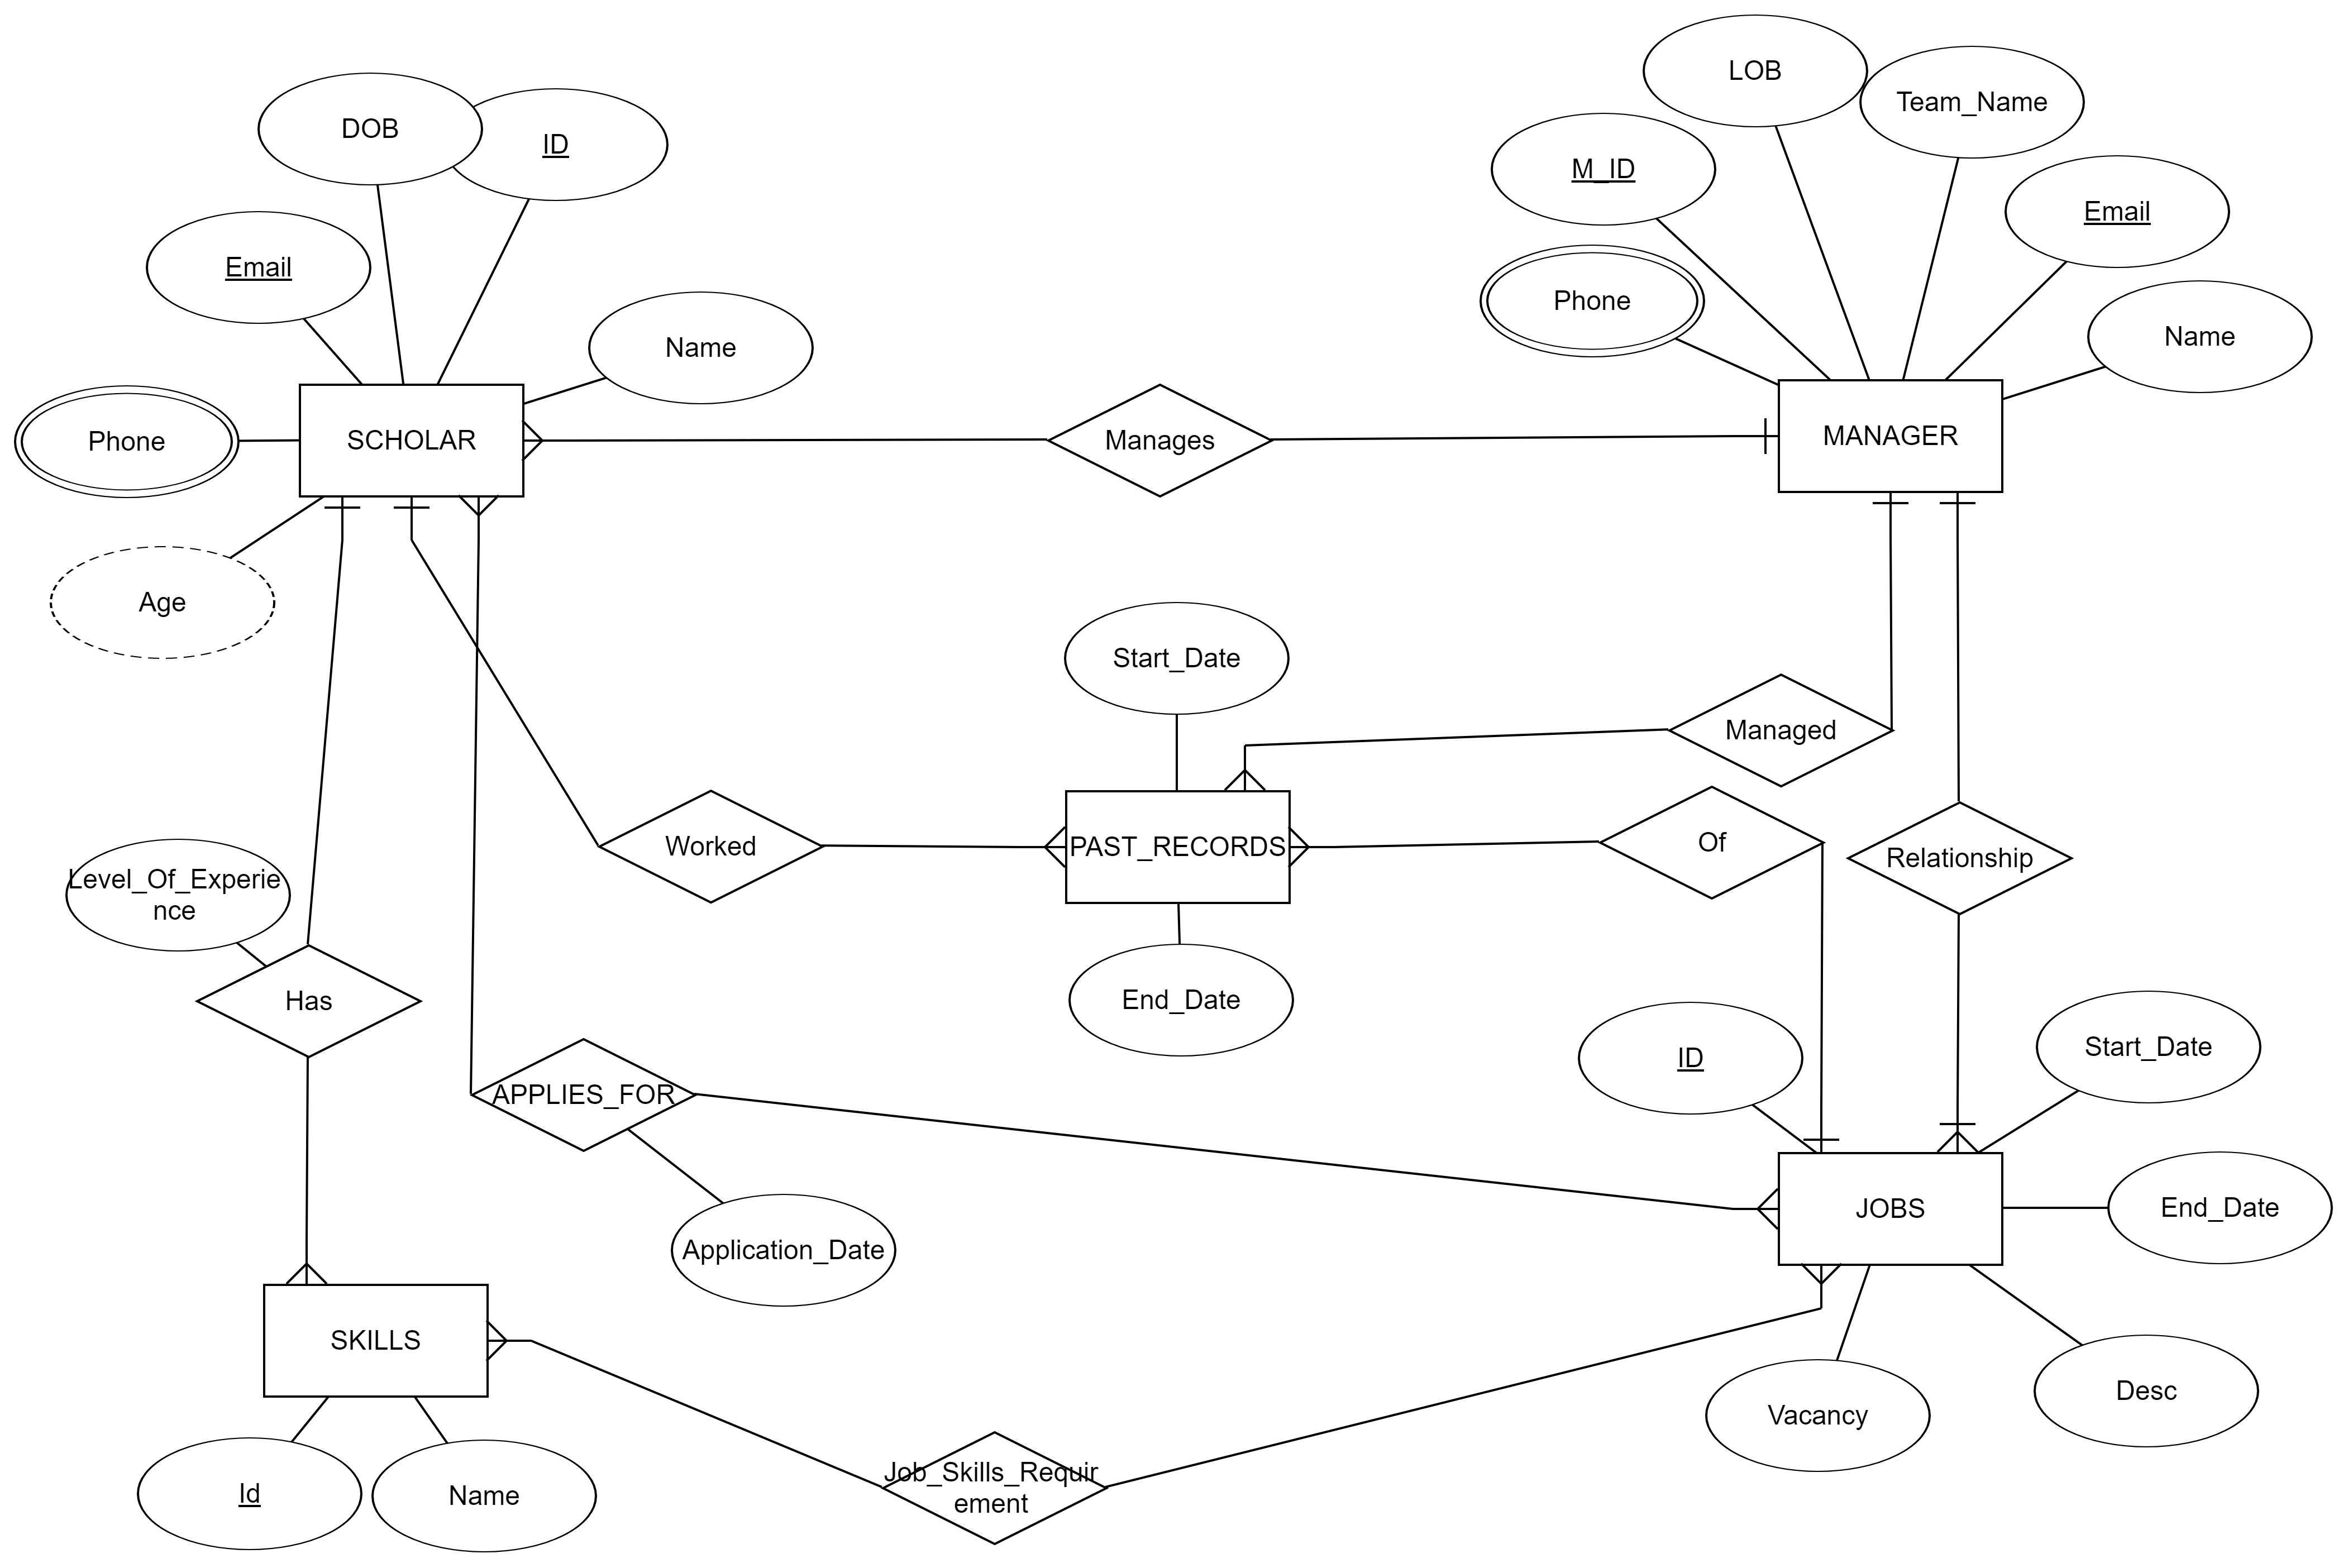 LOB
Team_Name
DOB
ID
M_ID
Email
Email
Phone
Name
Name
Phone
SCHOLAR
Manages
MANAGER
Age
Start_Date
Managed
Worked
PAST_RECORDS
Of
Relationship
Level_Of_Experie
nce
Has
End_Date
ID
Start_Date
APPLIES_FOR
Application_Date
JOBS
End_Date
SKILLS
Desc
Vacancy
Id
Name
Job_Skills_Requir
ement